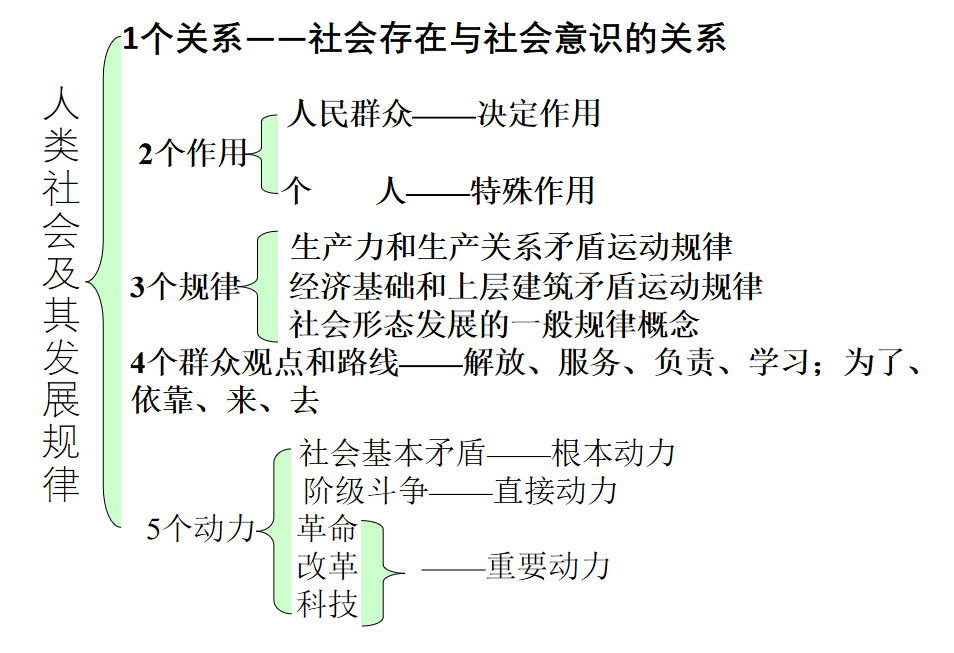 人类社会及其发展规律
1个关系——社会存在与社会意识的关系
2个作用
人民群众——决定作用
个 人——特殊作用
3个规律
生产力和生产关系矛盾运动规律
经济基础和上层建筑矛盾运动规律
社会形态发展的一般规律概念
4个群众观点和路线——解放、服务、负责、学习；为了、
依靠、来、去
5个动力
社会基本矛盾——根本动力
阶级斗争——直接动力
革命
改革
科技
——重要动力